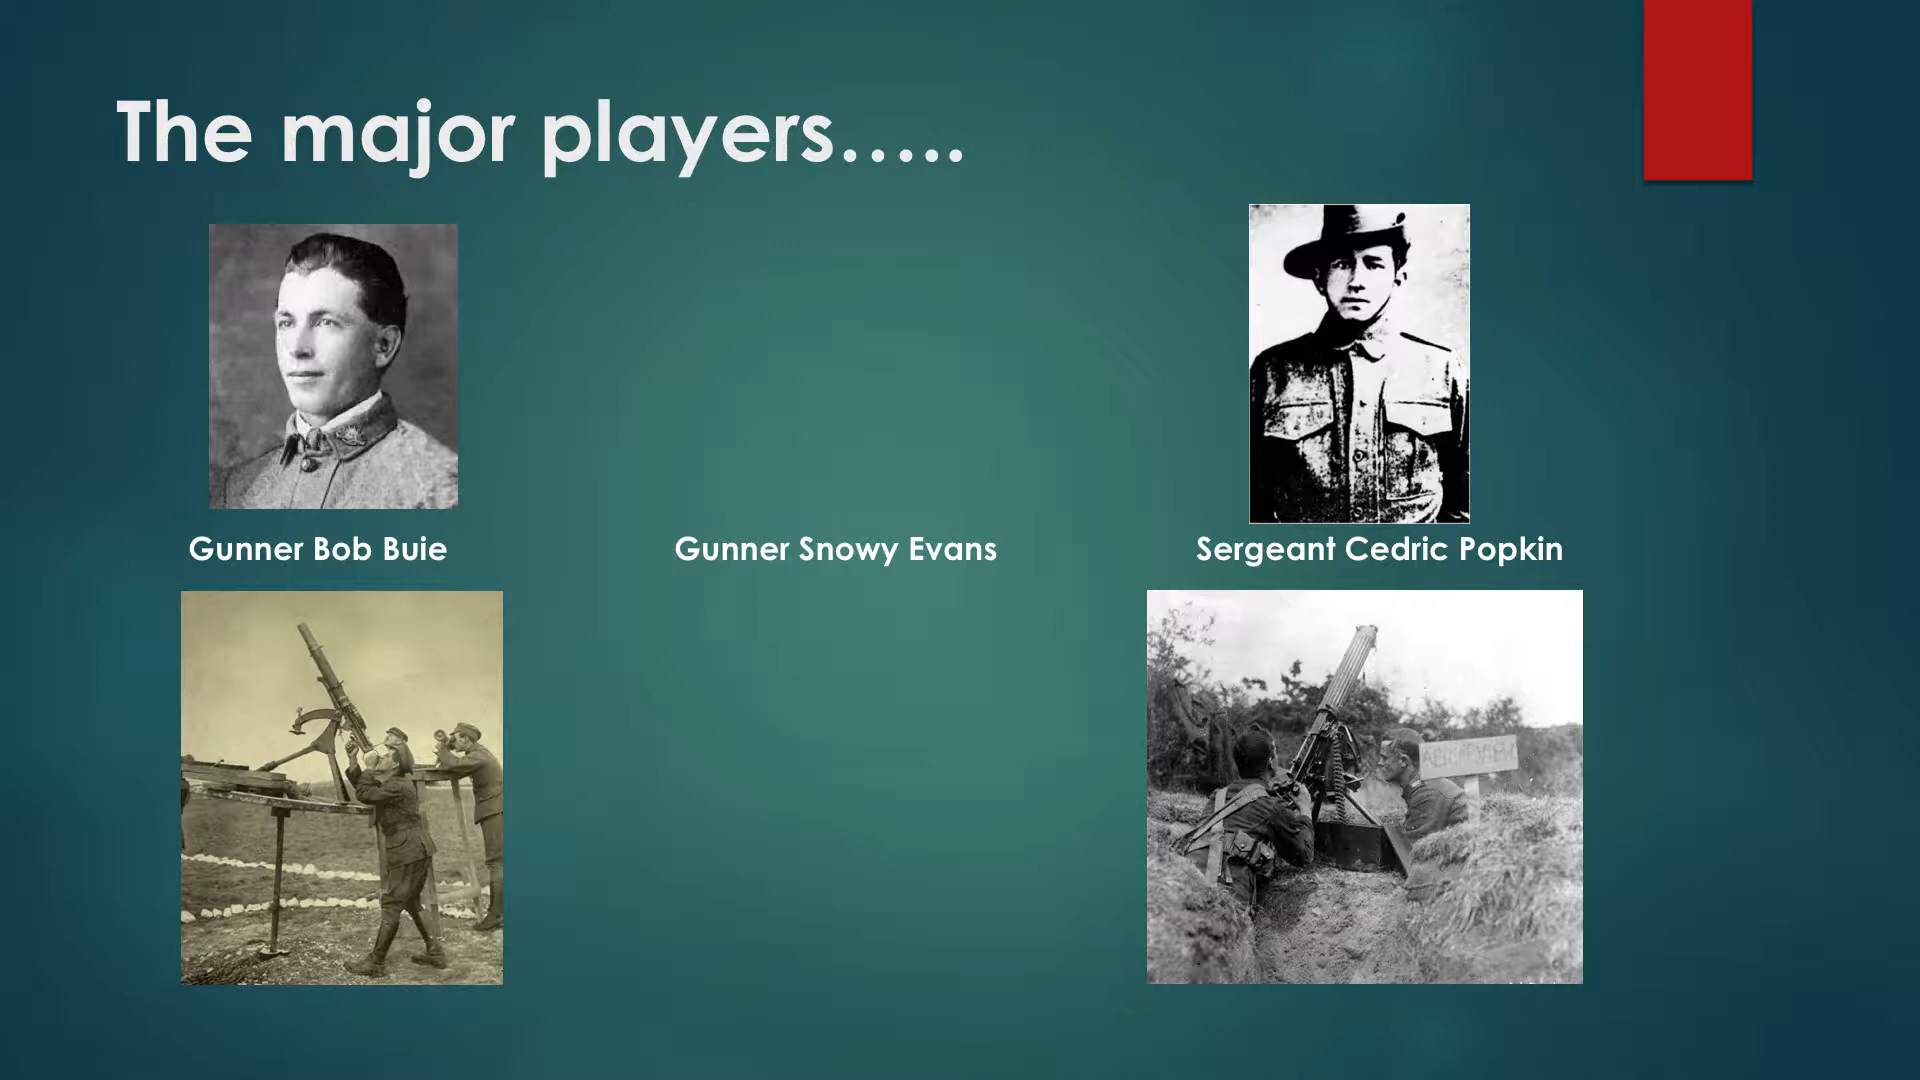 The major players.....
Gunner Bob Buie
Gunner Snowy Evans
Sergeant Cedric Popkin